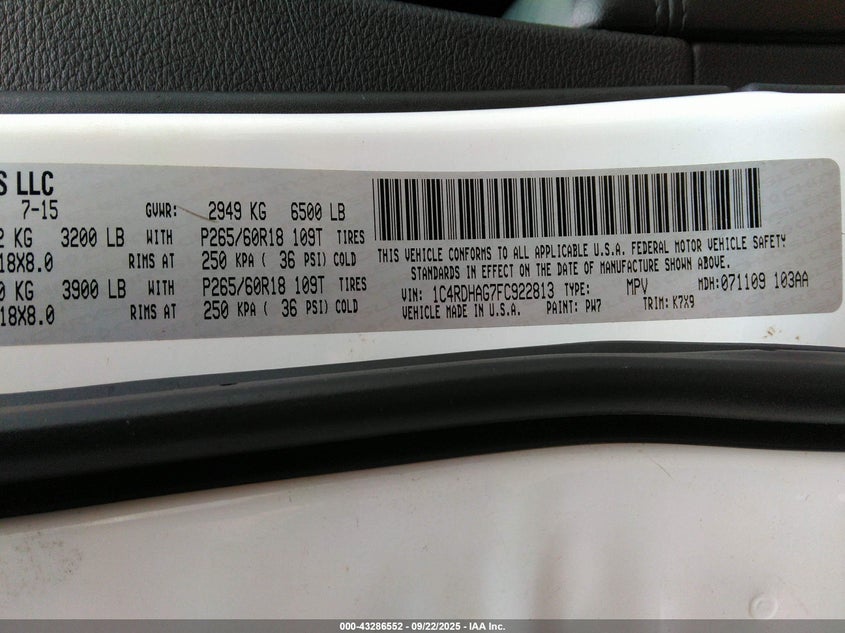 S LLC
7-15 GVWR: 2949 KG 6500 LB
2 KG 3200 LB WITH P265/60R18 109T TIRES
18X8.0 RIMS AT 250 KPA ( 36 PSI) COLD
0 KG 3900 LB WITH P265/60R18 109T TIRES
18X8.0 RIMS AT 250 KPA ( 36 PSI) COLD
THIS VEHICLE CONFORMS TO ALL APPLICABLE U.S.A. FEDERAL MOTOR VEHICLE SAFETY
STANDARDS IN EFFECT ON THE DATE OF MANUFACTURE SHOWN ABOVE.
VIN: 1C4RDHAG7FC922813 TYPE: MPV MDH:071109 103AA
VEHICLE MADE IN U.S.A. PAINT: PW7 TRIM: K7X9
000-43286552 - 09/22/2025 - IAA Inc.